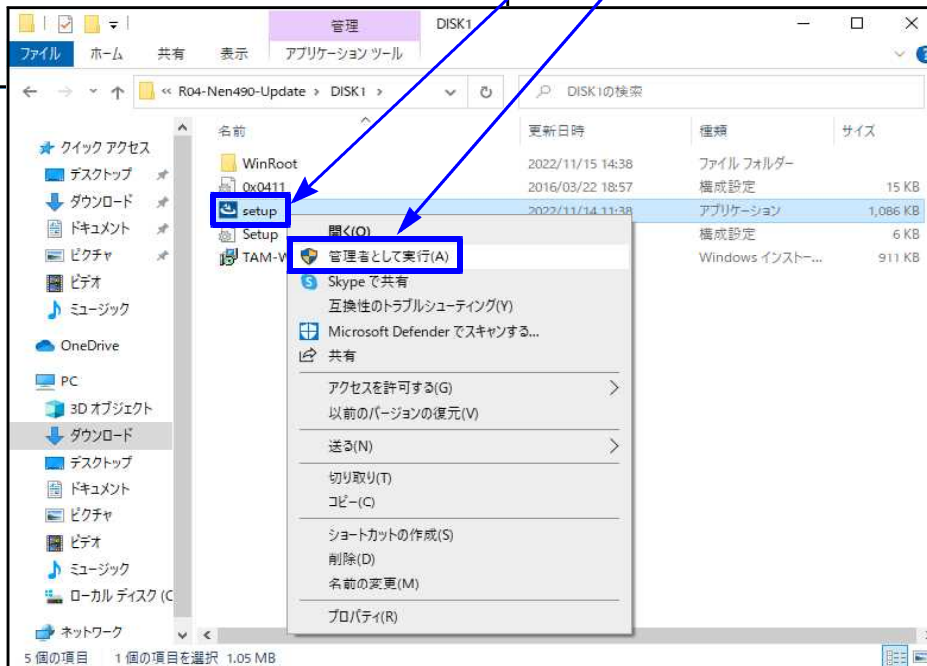 管理 DISK1
ファイル ホーム 共有 表示 アプリケーション ツール
« R04-Nen490-Update > DISK1 > DISK1の検索
名前 更新日時 種類 サイズ
WinRoot 2022/11/15 14:38 ファイル フォルダー
0x0411 2016/03/22 18:57 構成設定 15 KB
setup 2022/11/14 11:38 アプリケーション 1,086 KB
Setup 構成設定 6 KB
TAM-W Windows インストー... 911 KB
クイック アクセス
デスクトップ
ダウンロード
ドキュメント
ピクチャ
ビデオ
ミュージック
OneDrive
PC
3D オブジェクト
ダウンロード
デスクトップ
ドキュメント
ピクチャ
ビデオ
ミュージック
ローカル ディスク (C
ネットワーク
開く(O)
管理者として実行(A)
Skype で共有
互換性のトラブルシューティング(Y)
Microsoft Defender でスキャンする...
共有
アクセスを許可する(G)
以前のバージョンの復元(V)
送る(N)
切り取り(T)
コピー(C)
ショートカットの作成(S)
削除(D)
名前の変更(M)
プロパティ(R)
5 個の項目 1 個の項目を選択 1.05 MB